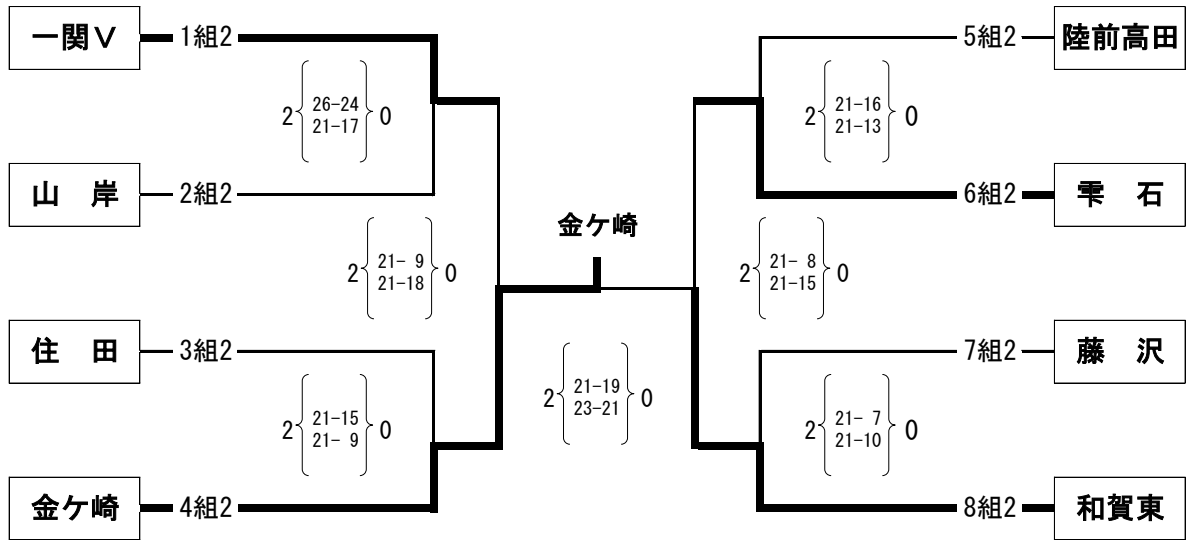 一関Ⅴ 1組2
2 26-24 0
21-17
山 岸 2組2
2 21- 9 0
21-18
住 田 3組2
2 21-15 0
21- 9
金ケ崎 4組2
金ケ崎
2 21-19 0
23-21
5組2 陸前高田
2 21-16 0
21-13
6組2 雫 石
2 21- 8 0
21-15
7組2 藤 沢
2 21- 7 0
21-10
8組2 和賀東